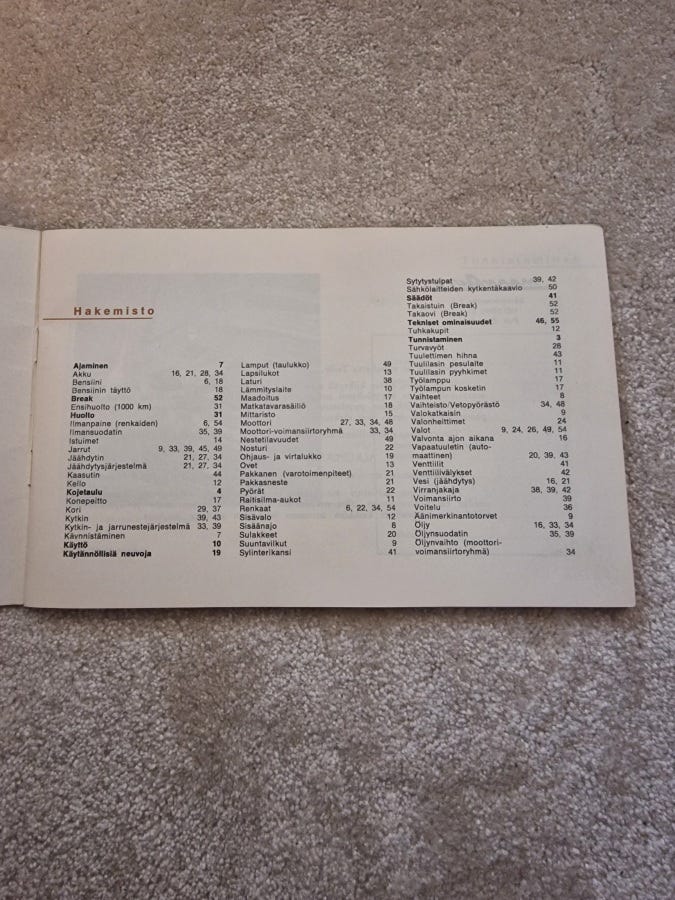 Hakemisto
Ajaminen 7
Akku 16, 21, 28, 34
Bensiini 6, 18
Bensiinin täyttö 18
Break 52
Ensihuolto (1000 km) 31
Huolto 31
Ilmanpaine (renkaiden) 6, 54
Ilmansuodatin 35, 39
Istuimet 14
Jarrut 9, 33, 39, 45, 49
Jäähdytin 21, 27, 34
Jäähdytysjärjestelmä 21, 27, 34
Kaasutin 44
Kello 12
Kojetaulu 4
Konepeitto 17
Kori 29, 37
Kytkin 39, 43
Kytkin- ja jarrunestejärjestelmä 33, 39
Käynnistäminen 7
Käyttö 10
Käytännöllisiä neuvoja 19
Lamput (taulukko) 49
Lapsilukot 13
Laturi 38
Lämmityslaite 10
Maadoitus 17
Matkatavarasäiliö 18
Mittaristo 15
Moottori 27, 33, 34, 48
Moottori-voimansiirtoryhmä 33, 34
Nestetilavuudet 49
Nosturi 22
Ohjaus- ja virtalukko 19
Ovet 13
Pakkanen (varotoimenpiteet) 21
Pakkasneste 21
Pyörät 22
Raitisilma-aukot 11
Renkaat 6, 22, 34, 54
Sisävalo 12
Sisäänajo 6
Sulakkeet 20
Suuntavilkut 9
Sylinterikansi 41
Sytytystulpat 39, 42
Sähkölaitteiden kytkentäkaavio 50
Säädöt 41
Takaistuin (Break) 52
Takaovi (Break) 52
Tekniset ominaisuudet 46, 55
Tuhkakupit 12
Tunnistaminen 3
Turvavyöt 28
Tuulettimen hihna 43
Tuulilasin pesulaite 11
Tuulilasin pyyhkimet 11
Työlamppu 17
Työlampun kosketin 17
Vaihteet 8
Vaihteisto/Vetopyörästö 34, 48
Valokatkaisin 9
Valonheittimet 24
Valot 9, 24, 26, 49, 54
Valvonta ajon aikana 16
Vapaatuuletin (auto-
maattinen) 20, 39, 43
Venttiilit 41
Venttiilivälykset 42
Vesi (jäähdytys) 16, 21
Virranjakaja 38, 39, 42
Voimansiirto 39
Voitelu 36
Äänimerkinantotorvet 9
Öljy 16, 33, 34
Öljynsuodatin 35, 39
Öljynvaihto (moottori-
voimansiirtoryhmä) 34